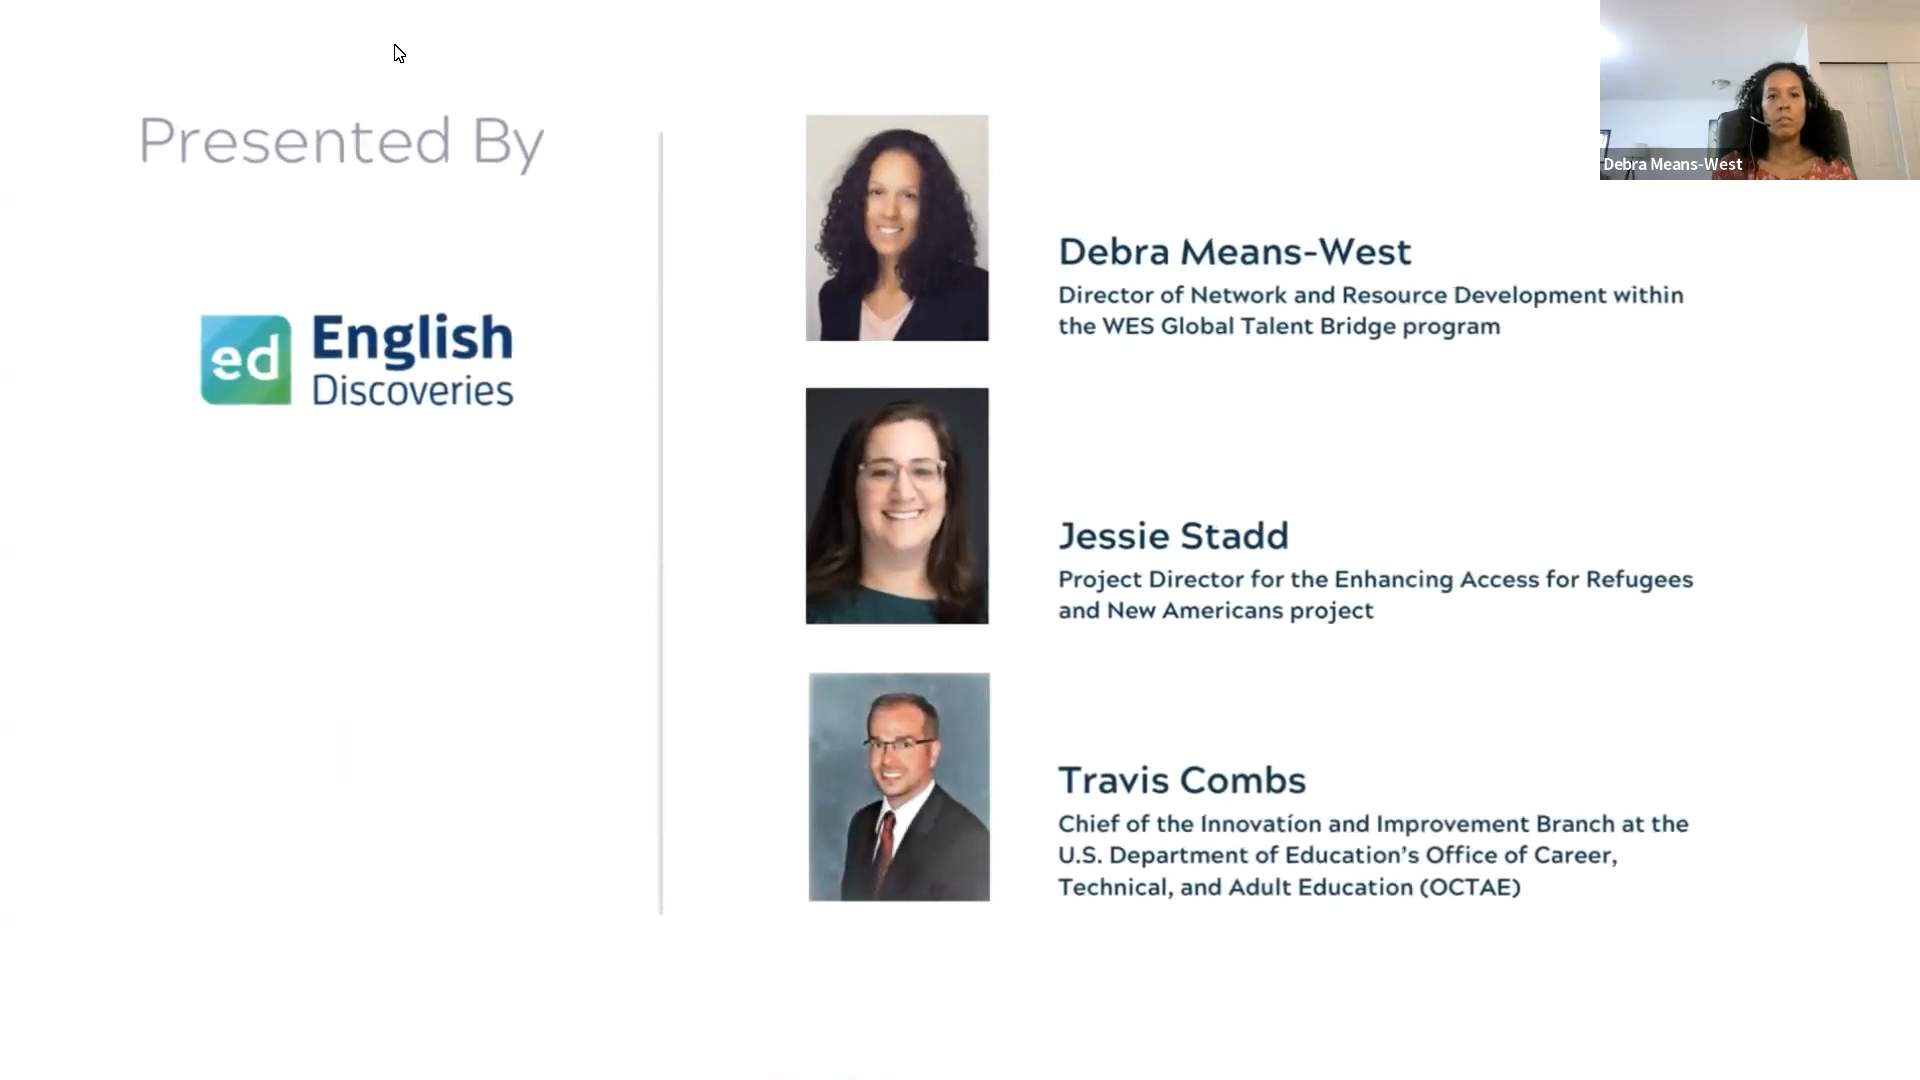 Presented By
ed English
Discoveries
Debra Means-West
Director of Network and Resource Development within
the WES Global Talent Bridge program
Jessie Stadd
Project Director for the Enhancing Access for Refugees
and New Americans project
Travis Combs
Chief of the Innovatíon and Improvement Branch at the
U.S. Department of Education’s Office of Career,
Technical, and Adult Education (OCTAE)
Debra Means-West